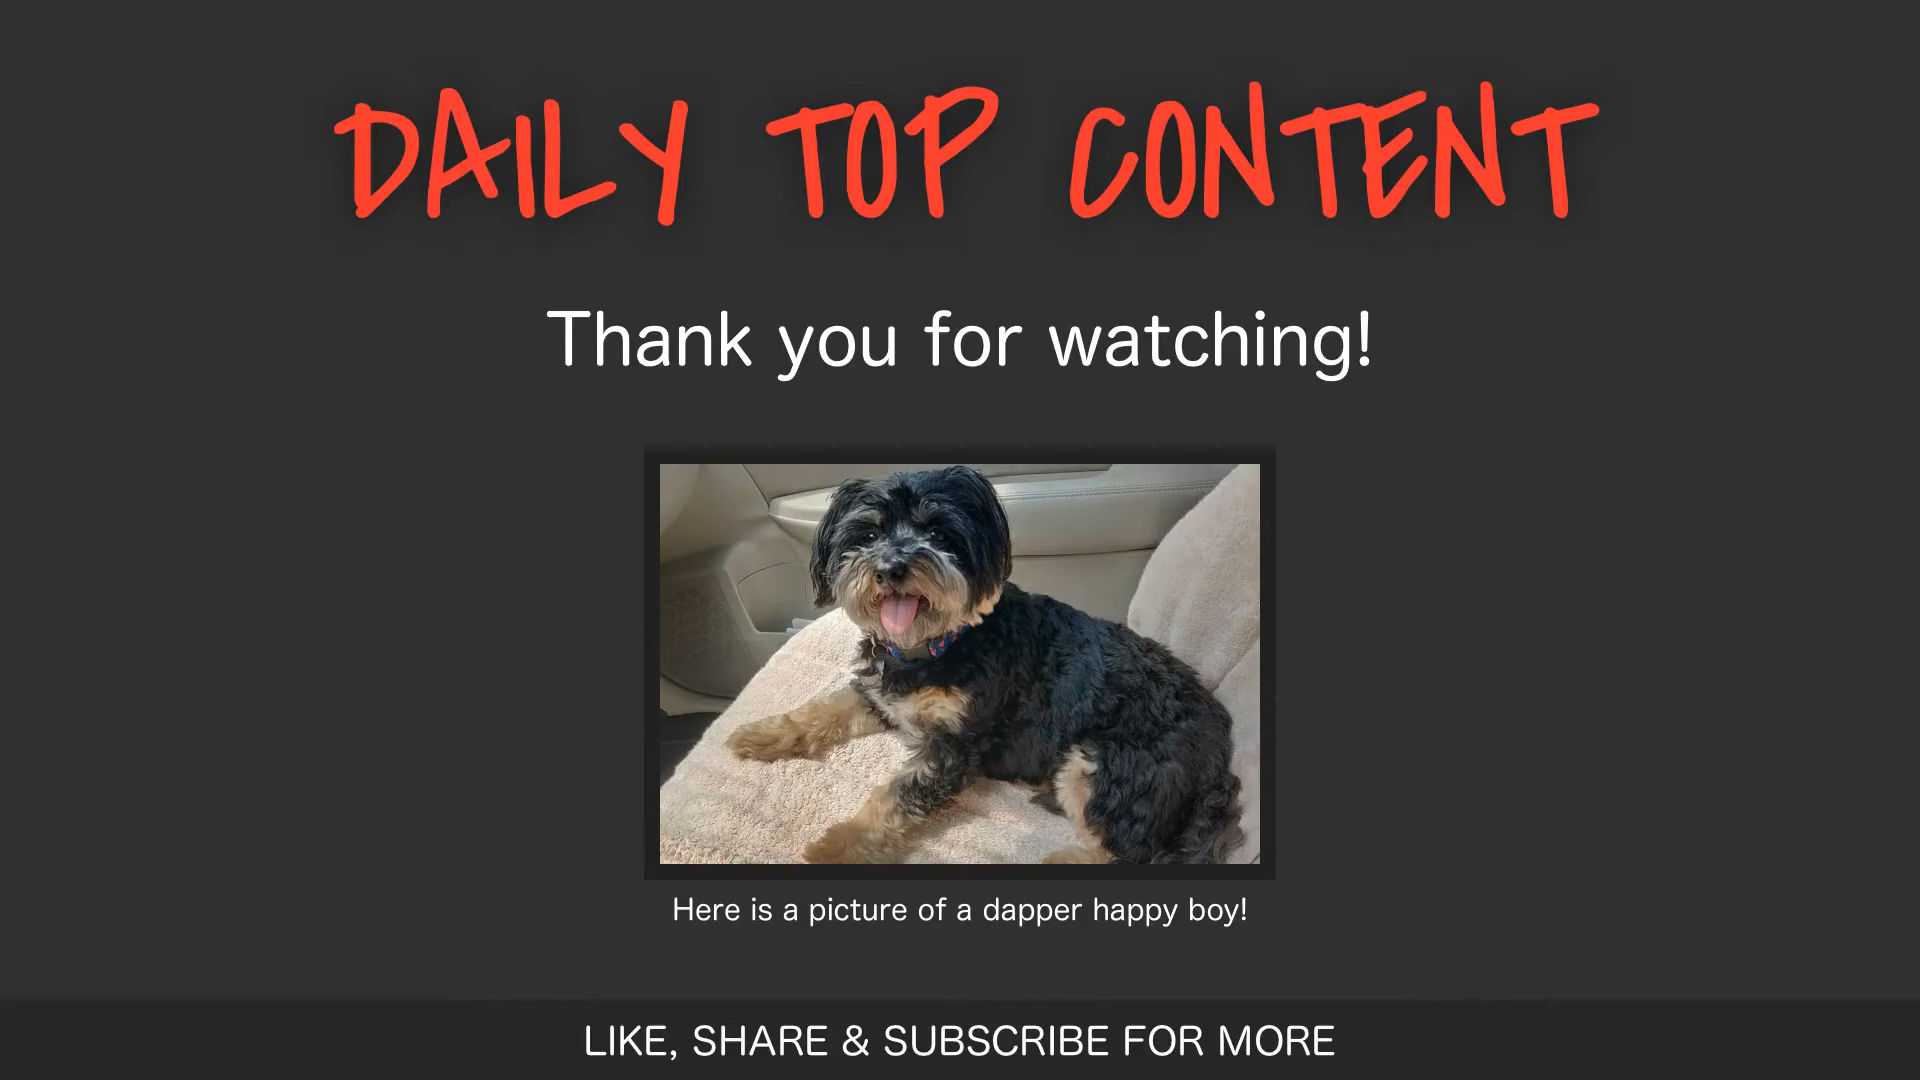 DAILY TOP CONTENT
Thank you for watching!
Here is a picture of a dapper happy boy!
LIKE, SHARE & SUBSCRIBE FOR MORE